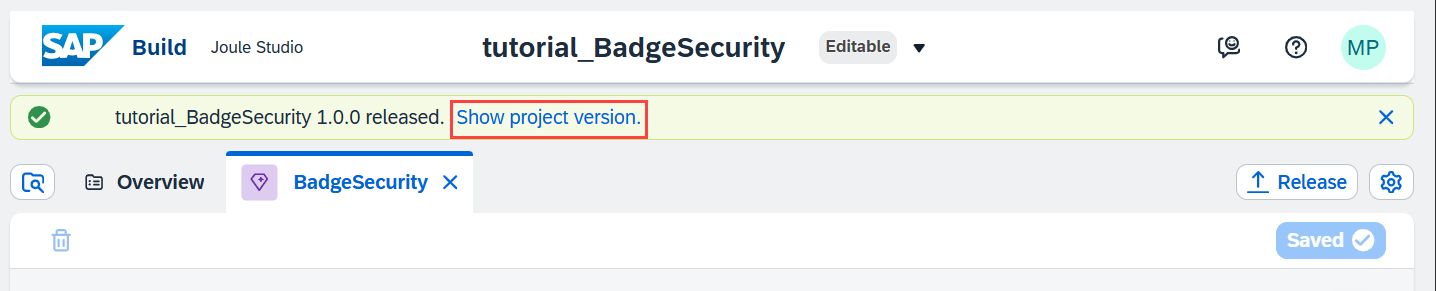 SAP Build Joule Studio tutorial_BadgeSecurity Editable MP
tutorial_BadgeSecurity 1.0.0 released. Show project version.
Overview BadgeSecurity Release
Saved